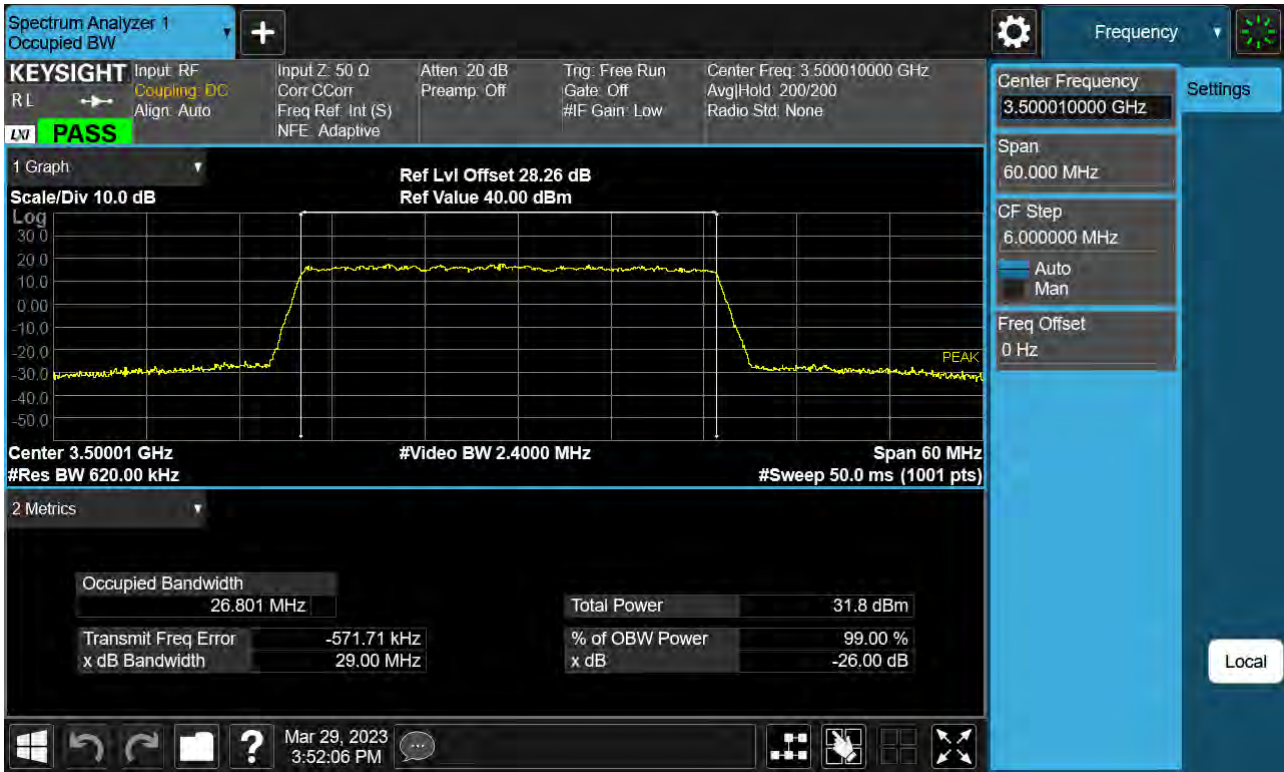 Spectrum Analyzer 1
Occupied BW
+
Frequency
KEYSIGHT
RL
LXI
PASS
Input: RF
Coupling: DC
Align: Auto
Input Z: 50 Ω
Corr CCorr
Freq Ref: Int (S)
NFE: Adaptive
Atten: 20 dB
Preamp: Off
Trig: Free Run
Gate: Off
#IF Gain: Low
Center Freq: 3.500010000 GHz
Avg|Hold: 200/200
Radio Std: None
Center Frequency
3.500010000 GHz
Settings
Span
60.000 MHz
CF Step
6.000000 MHz
Auto
Man
Freq Offset
0 Hz
Local
1 Graph
Scale/Div 10.0 dB
Ref Lvl Offset 28.26 dB
Ref Value 40.00 dBm
Log
30.0
20.0
10.0
0.00
-10.0
-20.0
-30.0
-40.0
-50.0
PEAK
Center 3.50001 GHz
#Video BW 2.4000 MHz
Span 60 MHz
#Res BW 620.00 kHz
#Sweep 50.0 ms (1001 pts)
2 Metrics
Occupied Bandwidth
26.801 MHz
Total Power 31.8 dBm
Transmit Freq Error -571.71 kHz
% of OBW Power 99.00 %
x dB Bandwidth 29.00 MHz
x dB -26.00 dB
?
Mar 29, 2023
3:52:06 PM